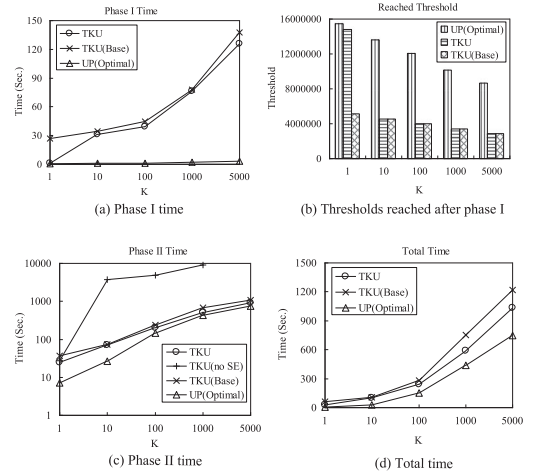 Phase I Time
150
120
90
60
30
0
Time (Sec.)
TKU
TKU(Base)
UP(Optimal)
1
10
100
1000
5000
K
(a) Phase I time
Reached Threshold
16000000
12000000
8000000
4000000
0
Threshold
UP(Optimal)
TKU
TKU(Base)
1
10
100
1000
5000
K
(b) Thresholds reached after phase I
Phase II Time
10000
1000
100
10
1
Time (Sec.)
TKU
TKU(no SE)
TKU(Base)
UP(Optimal)
1
10
100
1000
5000
K
(c) Phase II time
Total Time
1500
1200
900
600
300
0
Time (Sec.)
TKU
TKU(Base)
UP(Optimal)
1
10
100
1000
5000
K
(d) Total time